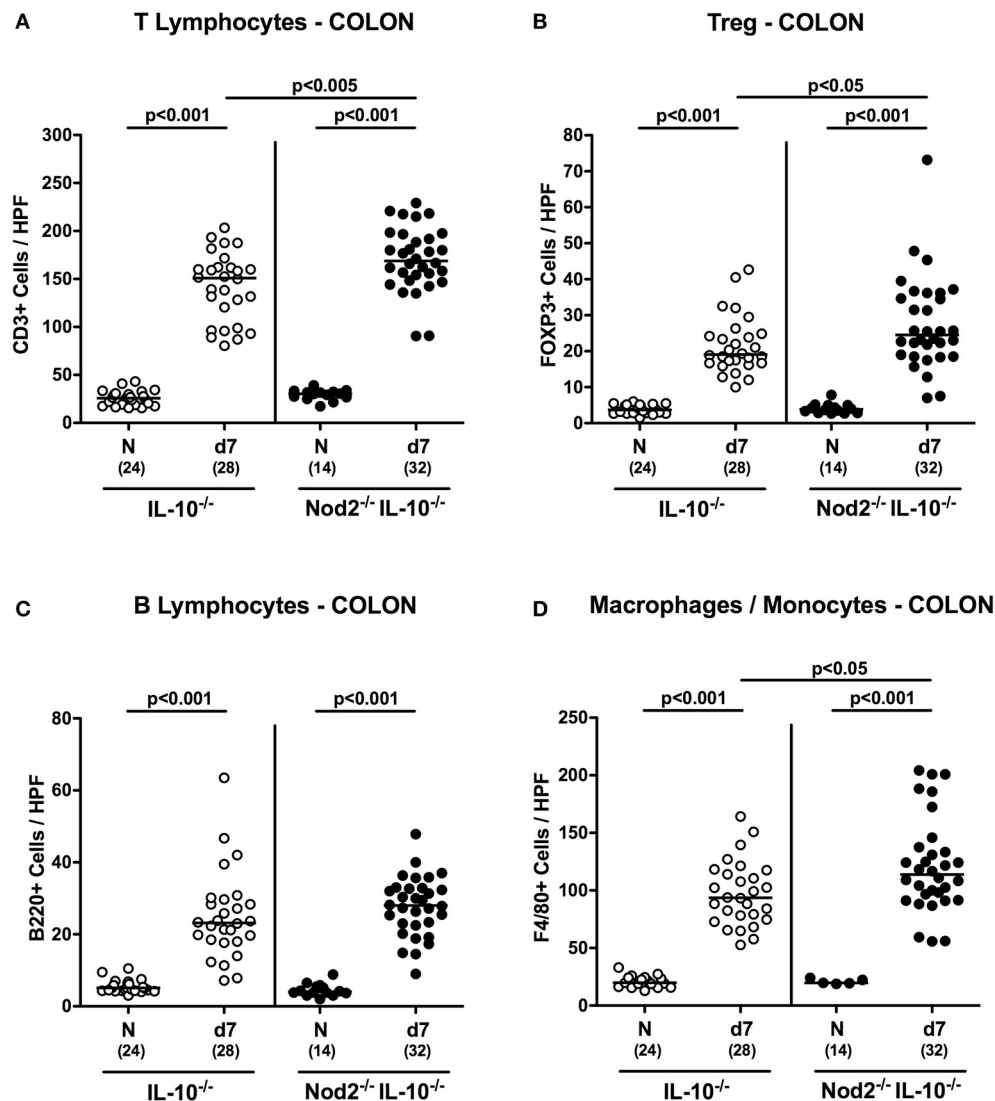 A
T Lymphocytes - COLON
p<0.005
p<0.001 p<0.001
300
250
200
150
100
50
0
CD3+ Cells / HPF
N d7 N d7
(24) (28) (14) (32)
IL-10-/- Nod2-/- IL-10-/-
B
Treg - COLON
p<0.05
p<0.001 p<0.001
80
70
60
50
40
30
20
10
0
FOXP3+ Cells / HPF
N d7 N d7
(24) (28) (14) (32)
IL-10-/- Nod2-/- IL-10-/-
C
B Lymphocytes - COLON
p<0.001 p<0.001
80
60
40
20
0
B220+ Cells / HPF
N d7 N d7
(24) (28) (14) (32)
IL-10-/- Nod2-/- IL-10-/-
D
Macrophages / Monocytes - COLON
p<0.05
p<0.001 p<0.001
250
200
150
100
50
0
F4/80+ Cells / HPF
N d7 N d7
(24) (28) (14) (32)
IL-10-/- Nod2-/- IL-10-/-